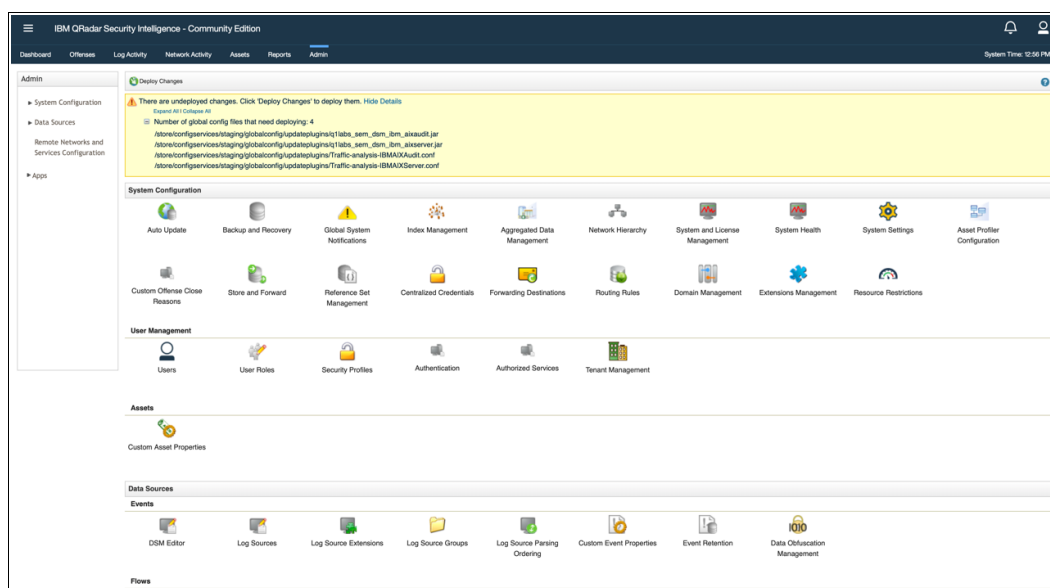 IBM QRadar Security Intelligence - Community Edition
Dashboard Offenses Log Activity Network Activity Assets Reports Admin System Time: 12:56 PM
Admin
System Configuration
Data Sources
Remote Networks and
Services Configuration
Apps
Deploy Changes
There are undeployed changes. Click 'Deploy Changes' to deploy them. Hide Details
Expand All I Collapse All
Number of global config files that need deploying: 4
/store/configservices/staging/globalconfig/updateplugins/q1labs_sem_dsm_ibm_aixaudit.jar
/store/configservices/staging/globalconfig/updateplugins/q1labs_sem_dsm_ibm_aixserver.jar
/store/configservices/staging/globalconfig/updateplugins/Traffic-analysis-IBMAIXAudit.conf
/store/configservices/staging/globalconfig/updateplugins/Traffic-analysis-IBMAIXServer.conf
System Configuration
Auto Update
Backup and Recovery
Global System
Notifications
Index Management
Aggregated Data
Management
Network Hierarchy
System and License
Management
System Health
System Settings
Asset Profiler
Configuration
Custom Offense Close
Reasons
Store and Forward
Reference Set
Management
Centralized Credentials
Forwarding Destinations
Routing Rules
Domain Management
Extensions Management
Resource Restrictions
User Management
Users
User Roles
Security Profiles
Authentication
Authorized Services
Tenant Management
Assets
Custom Asset Properties
Data Sources
Events
DSM Editor
Log Sources
Log Source Extensions
Log Source Groups
Log Source Parsing
Ordering
Custom Event Properties
Event Retention
1010
Data Obfuscation
Management
Flows